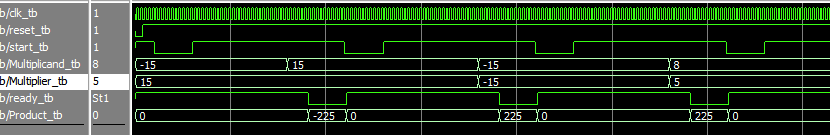 b/clk_tb 1
b/reset_tb 1
b/start_tb 1
b/Multiplicand_tb 8 -15 15 -15 8
b/Multiplier_tb 5 15 -15 5
b/ready_tb St1
b/Product_tb 0 0 -225 0 225 0 225 0